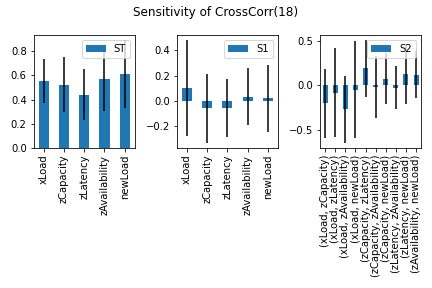 Sensitivity of CrossCorr(18)
ST
0.8
0.6
0.4
0.2
0.0
xLoad
zCapacity
zLatency
zAvailability
newLoad
S1
0.4
0.2
0.0
−0.2
xLoad
zCapacity
zLatency
zAvailability
newLoad
S2
0.5
0.0
−0.5
(xLoad, zCapacity)
(xLoad, zLatency)
(xLoad, zAvailability)
(xLoad, newLoad)
(zCapacity, zLatency)
(zCapacity, zAvailability)
(zCapacity, newLoad)
(zLatency, zAvailability)
(zLatency, newLoad)
(zAvailability, newLoad)